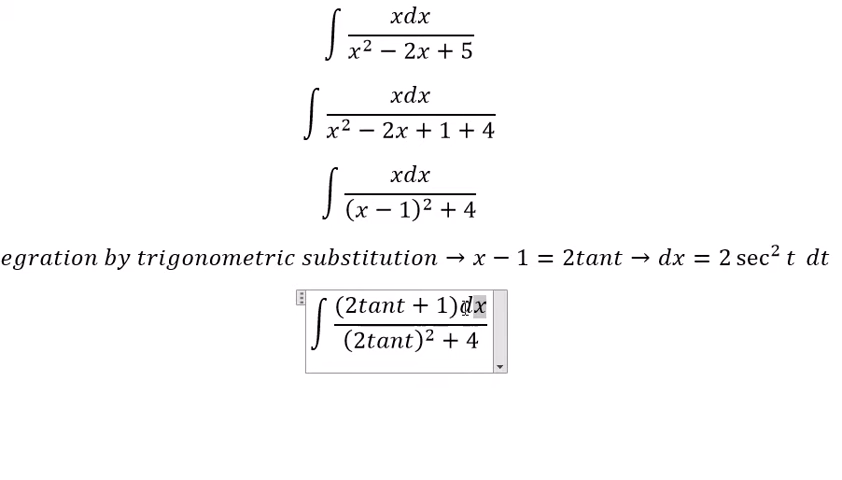 ∫ xdx / x² − 2x + 5
∫ xdx / x² − 2x + 1 + 4
∫ xdx / (x − 1)² + 4
egration by trigonometric substitution → x − 1 = 2tant → dx = 2 sec² t dt
∫ (2tant + 1)dx / (2tant)² + 4